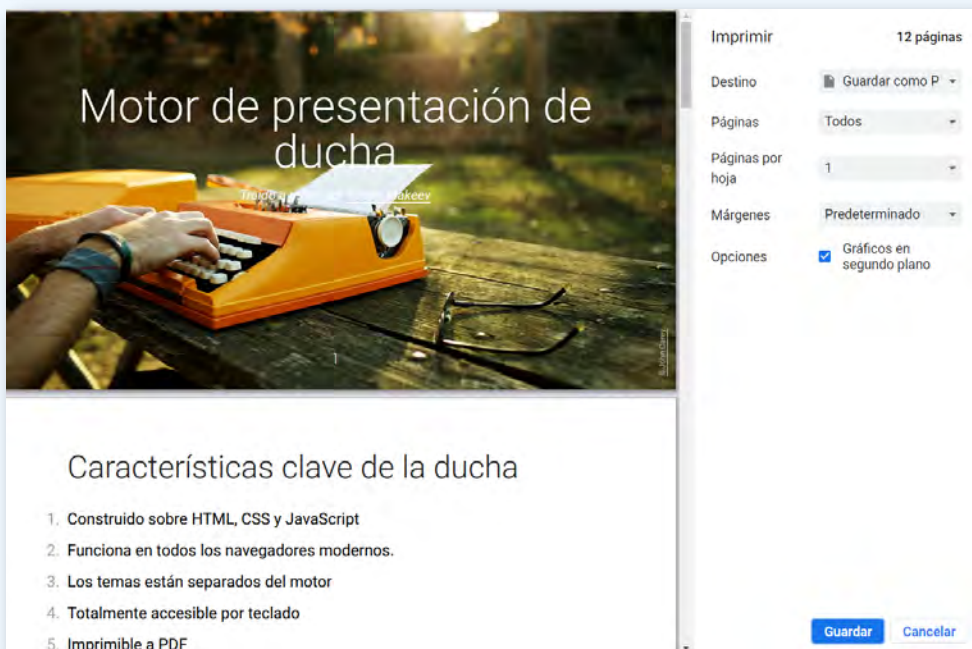 Motor de presentación de
ducha
Imprimir
12 páginas
Destino
Guardar como P
Páginas
Todos
Páginas por
hoja
1
Márgenes
Predeterminado
Opciones
Gráficos en
segundo plano
1
Características clave de la ducha
1. Construido sobre HTML, CSS y JavaScript
2. Funciona en todos los navegadores modernos.
3. Los temas están separados del motor
4. Totalmente accesible por teclado
5. Imprimible a PDF
Guardar
Cancelar